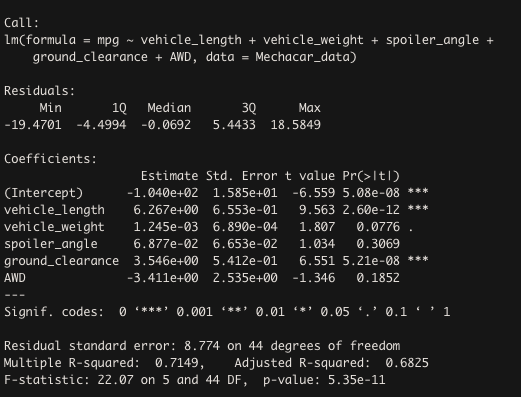 Call:
lm(formula = mpg ~ vehicle_length + vehicle_weight + spoiler_angle +
    ground_clearance + AWD, data = Mechacar_data)

Residuals:
     Min       1Q   Median       3Q      Max
-19.4701  -4.4994  -0.0692   5.4433  18.5849

Coefficients:
                   Estimate Std. Error t value Pr(>|t|)
(Intercept)      -1.040e+02  1.585e+01  -6.559 5.08e-08 ***
vehicle_length    6.267e+00  6.553e-01   9.563 2.60e-12 ***
vehicle_weight    1.245e-03  6.890e-04   1.807   0.0776 .
spoiler_angle     6.877e-02  6.653e-02   1.034   0.3069
ground_clearance  3.546e+00  5.412e-01   6.551 5.21e-08 ***
AWD              -3.411e+00  2.535e+00  -1.346   0.1852
---
Signif. codes:  0 ‘***’ 0.001 ‘**’ 0.01 ‘*’ 0.05 ‘.’ 0.1 ‘ ’ 1

Residual standard error: 8.774 on 44 degrees of freedom
Multiple R-squared:  0.7149,    Adjusted R-squared:  0.6825
F-statistic: 22.07 on 5 and 44 DF,  p-value: 5.35e-11